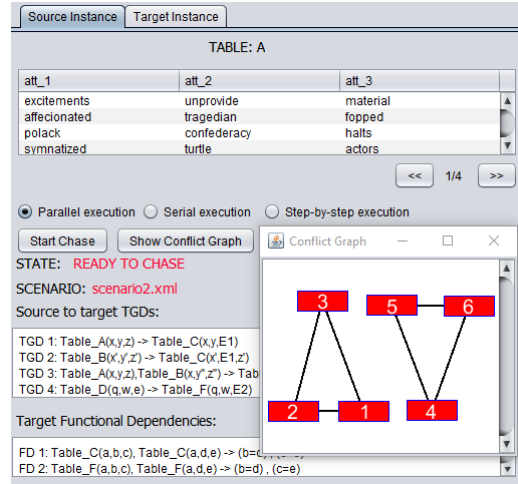 Source Instance Target Instance
TABLE: A
att_1 att_2 att_3
excitements unprovide material
affecionated tragedian fopped
polack confederacy halts
symnatized turtle actors
<< 1/4 >>
Parallel execution Serial execution Step-by-step execution
Start Chase Show Conflict Graph
Conflict Graph
STATE: READY TO CHASE
SCENARIO: scenario2.xml
Source to target TGDs:
TGD 1: Table_A(x,y,z) -> Table_C(x,y,E1)
TGD 2: Table_B(x',y',z') -> Table_C(x',E1,z')
TGD 3: Table_A(x,y,z),Table_B(x,y",z") -> Tab
TGD 4: Table_D(q,w,e) -> Table_F(q,w,E2)
3 5 6
2 1 4
Target Functional Dependencies:
FD 1: Table_C(a,b,c), Table_C(a,d,e) -> (b=d) , (c=e)
FD 2: Table_F(a,b,c), Table_F(a,d,e) -> (b=d) , (c=e)